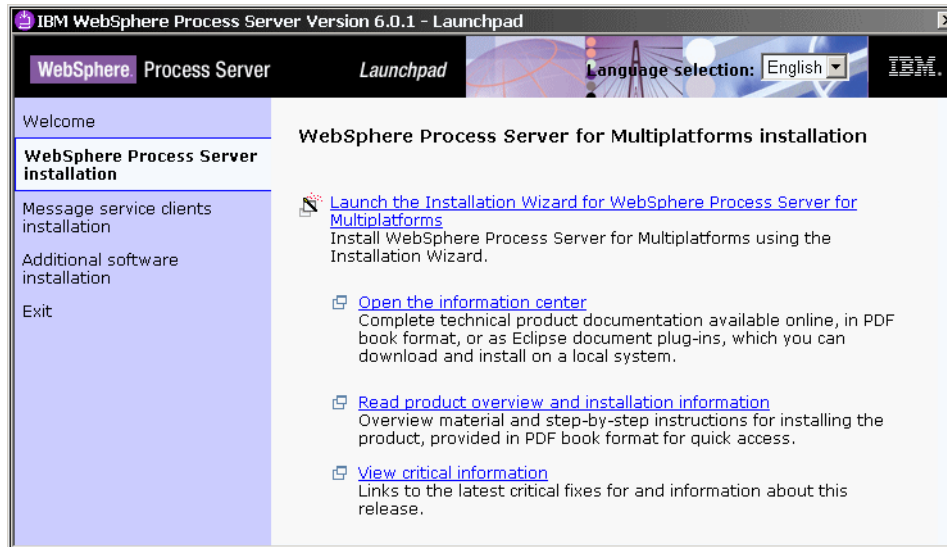 IBM WebSphere Process Server Version 6.0.1 - Launchpad
WebSphere. Process Server
Launchpad
Language selection: English
IBM.
Welcome
WebSphere Process Server
installation
Message service clients
installation
Additional software
installation
Exit
WebSphere Process Server for Multiplatforms installation
Launch the Installation Wizard for WebSphere Process Server for
Multiplatforms
Install WebSphere Process Server for Multiplatforms using the
Installation Wizard.
Open the information center
Complete technical product documentation available online, in PDF
book format, or as Eclipse document plug-ins, which you can
download and install on a local system.
Read product overview and installation information
Overview material and step-by-step instructions for installing the
product, provided in PDF book format for quick access.
View critical information
Links to the latest critical fixes for and information about this
release.